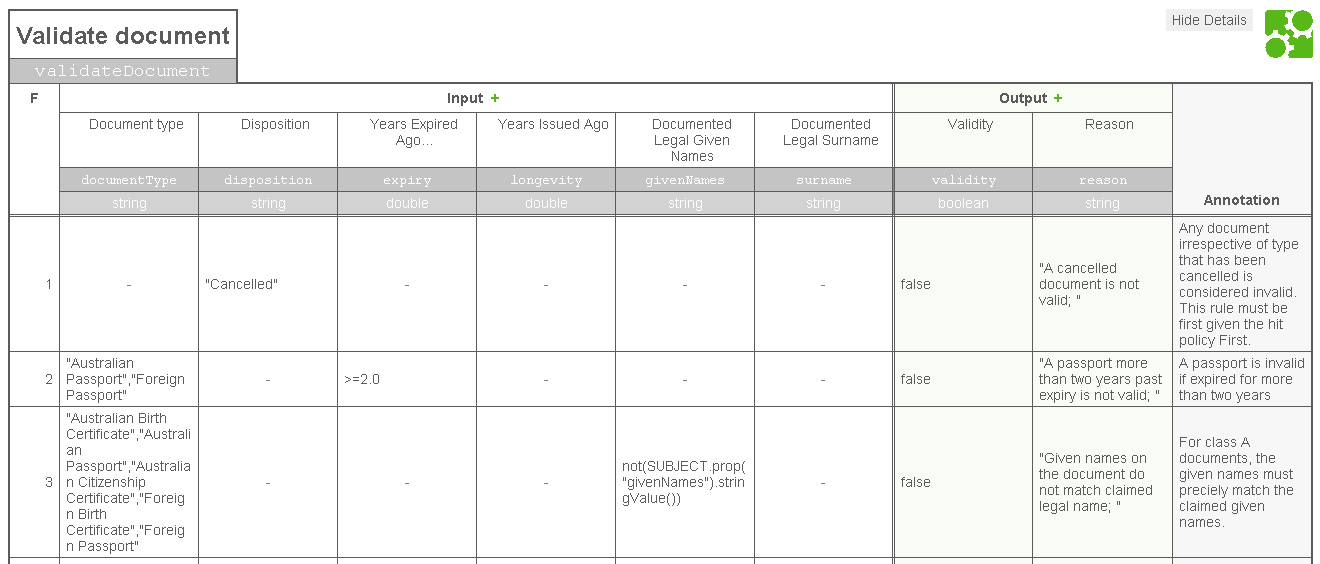 Hide Details
Validate document
validateDocument
F
Input +
Output +
Annotation
Document type
Disposition
Years Expired
Ago...
Years Issued Ago
Documented
Legal Given
Names
Documented
Legal Surname
Validity
Reason
documentType
disposition
expiry
longevity
givenNames
surname
validity
reason
string
string
double
double
string
string
boolean
string
1
-
"Cancelled"
-
-
-
-
false
"A cancelled
document is not
valid; "
Any document
irrespective of type
that has been
cancelled is
considered invalid.
This rule must be
first given the hit
policy First.
2
"Australian
Passport","Foreign
Passport"
-
>=2.0
-
-
-
false
"A passport more
than two years past
expiry is not valid; "
A passport is invalid
if expired for more
than two years
3
"Australian Birth
Certificate","Australi
an
Passport","Australia
n Citizenship
Certificate","Foreig
n Birth
Certificate","Foreig
n Passport"
-
-
-
not(SUBJECT.prop(
"givenNames").stri
ngValue())
-
false
"Given names on
the document do
not match claimed
legal name; "
For class A
documents, the
given names must
preciely match the
claimed given
names.